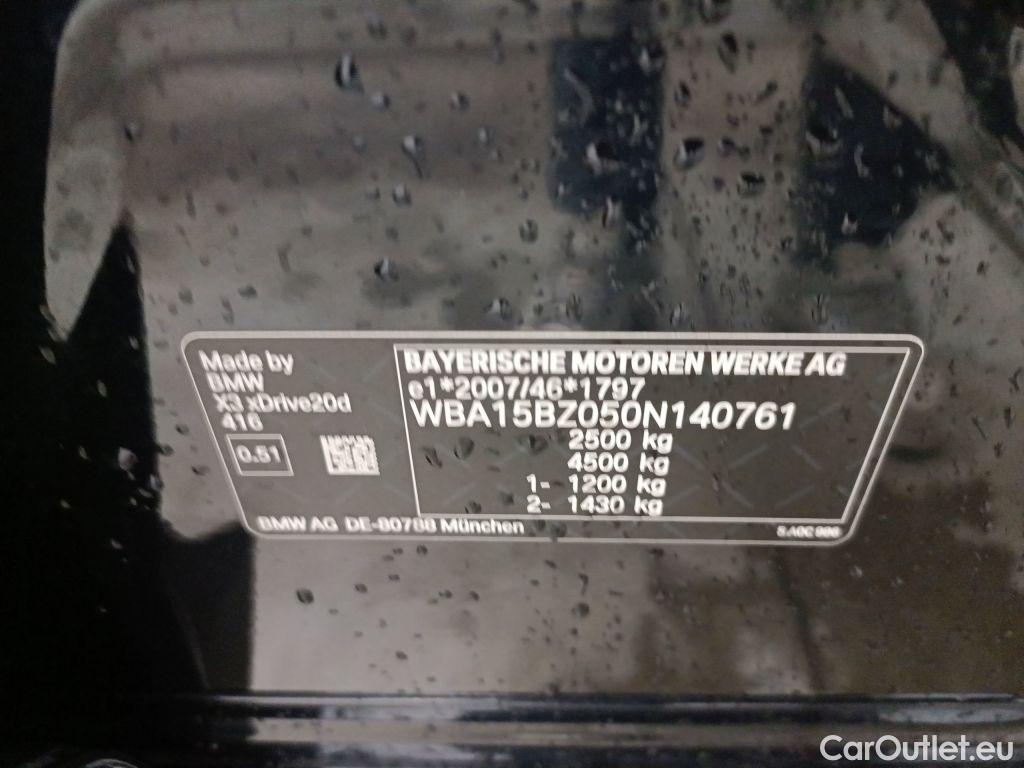 Made by
BMW
X3 xDrive20d
416
0.51
BMW AG DE-80788 München
BAYERISCHE MOTOREN WERKE AG
e1*2007/46*1797
WBA15BZ050N140761
2500 kg
4500 kg
1- 1200 kg
2- 1430 kg
CarOutlet.eu